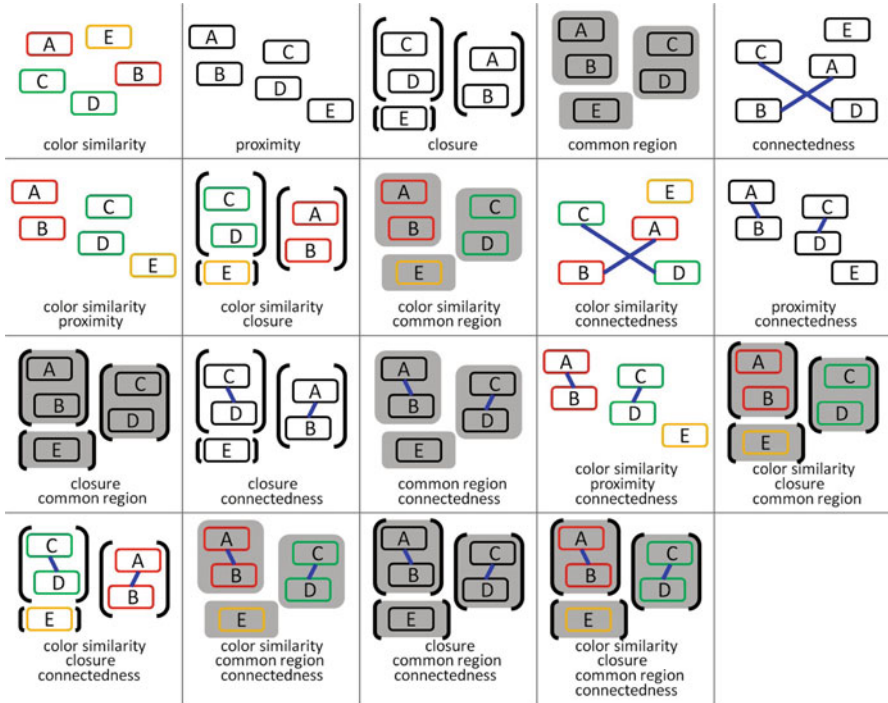 A
E
C
B
D
color similarity
A
C
B
D
E
proximity
C
A
D
B
E
closure
A
C
B
D
E
common region
E
C
A
B
D
connectedness
A
C
B
D
E
color similarity
proximity
C
A
D
B
E
color similarity
closure
A
C
B
D
E
color similarity
common region
E
C
A
B
D
color similarity
connectedness
A
C
B
D
E
proximity
connectedness
A
C
B
D
E
closure
common region
C
A
D
B
E
closure
connectedness
A
C
B
D
E
common region
connectedness
A
C
B
D
E
color similarity
proximity
connectedness
A
C
B
D
E
color similarity
closure
common region
C
A
D
B
E
color similarity
closure
connectedness
A
C
B
D
E
color similarity
common region
connectedness
A
C
B
D
E
closure
common region
connectedness
A
C
B
D
E
color similarity
closure
common region
connectedness